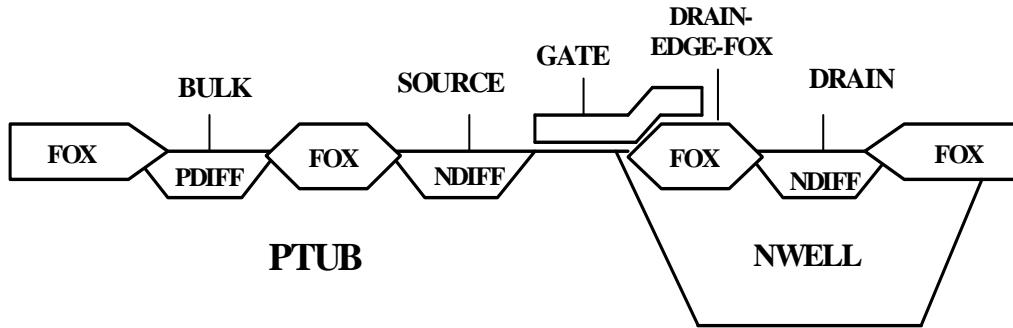 DRAIN-
EDGE-FOX
GATE
BULK
SOURCE
DRAIN
FOX
PDIFF
FOX
NDIFF
FOX
NDIFF
FOX
PTUB
NWELL